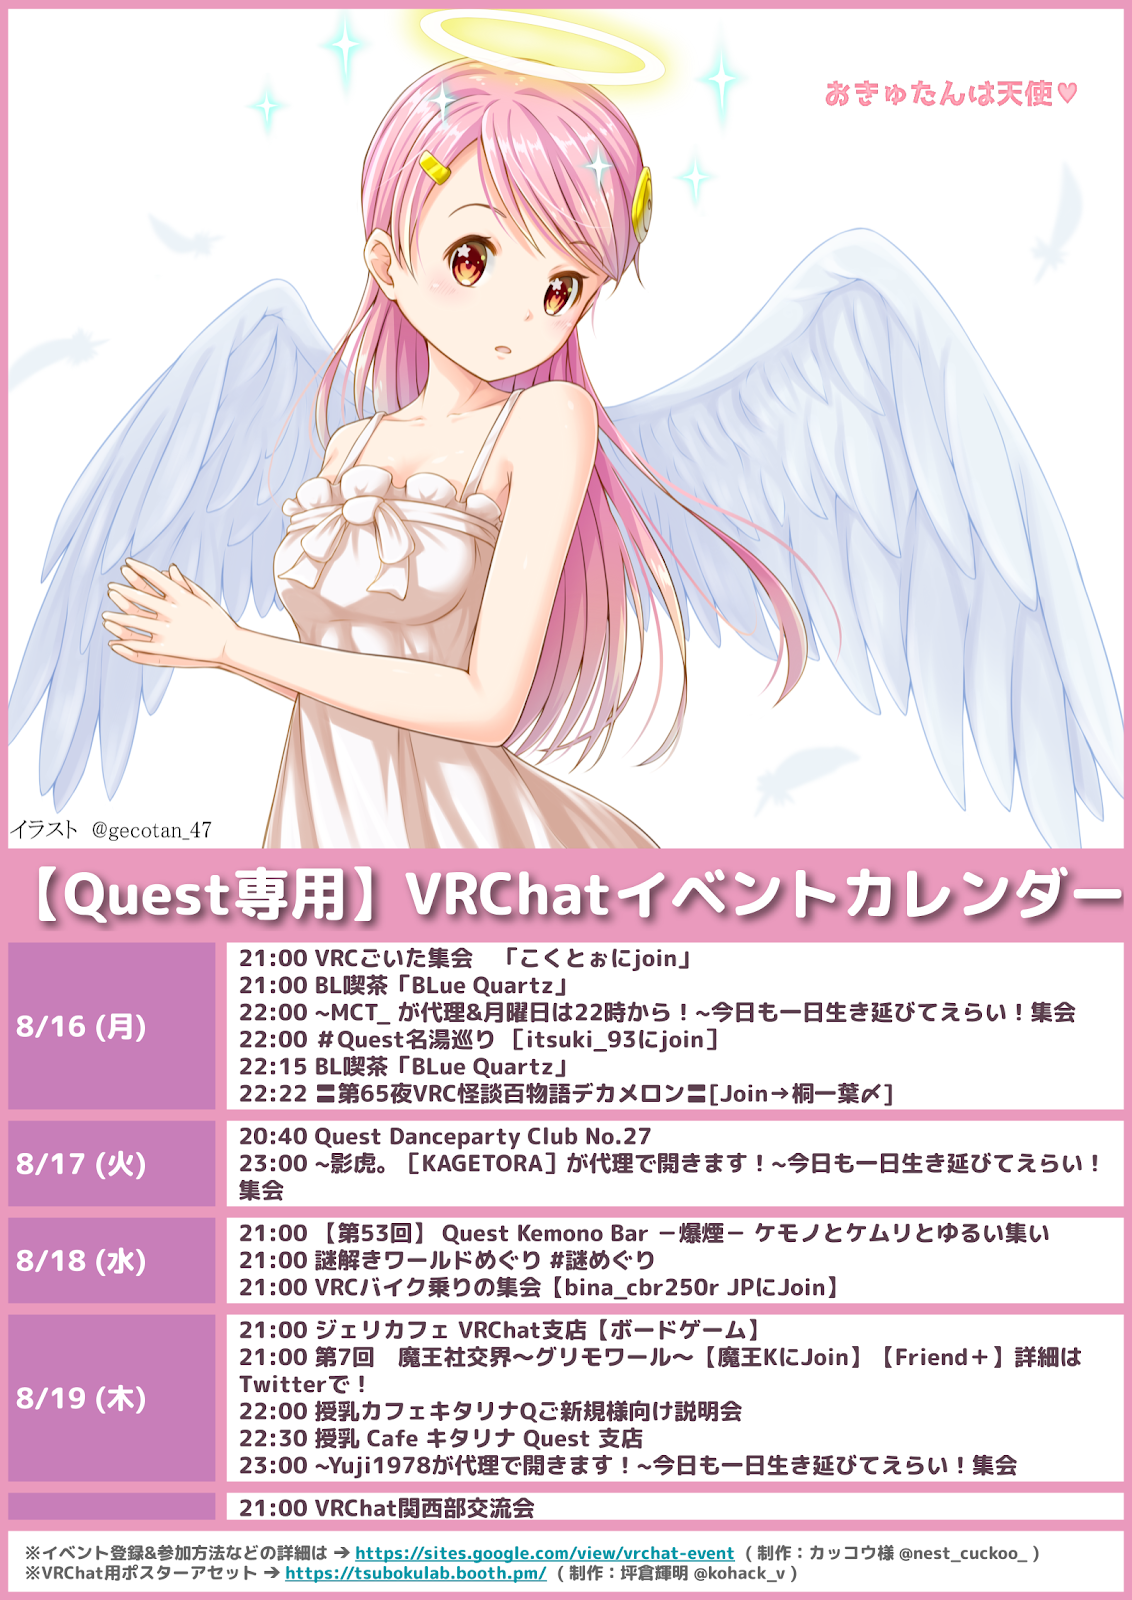 おきゅたんは天使♥
イラスト @gecotan_47
【Quest専用】VRChatイベントカレンダー
8/16 (月)
21:00 VRCごいた集会　「こくとぉにjoin」
21:00 BL喫茶「BLue Quartz」
22:00 ~MCT_ が代理&月曜日は22時から！~今日も一日生き延びてえらい！集会
22:00 ＃Quest名湯巡り ［itsuki_93にjoin］
22:15 BL喫茶「BLue Quartz」
22:22 〓第65夜VRC怪談百物語デカメロン〓[Join→桐一葉〆]
8/17 (火)
20:40 Quest Danceparty Club No.27
23:00 ~影虎。［KAGETORA］が代理で開きます！~今日も一日生き延びてえらい！
集会
8/18 (水)
21:00 【第53回】 Quest Kemono Bar －爆煙－ ケモノとケムリとゆるい集い
21:00 謎解きワールドめぐり #謎めぐり
21:00 VRCバイク乗りの集会【bina_cbr250r JPにJoin】
8/19 (木)
21:00 ジェリカフェ VRChat支店【ボードゲーム】
21:00 第7回　魔王社交界～グリモワール～【魔王KにJoin】【Friend＋】詳細は
Twitterで！
22:00 授乳カフェキタリナQご新規様向け説明会
22:30 授乳 Cafe キタリナ Quest 支店
23:00 ~Yuji1978が代理で開きます！~今日も一日生き延びてえらい！集会
21:00 VRChat関西部交流会
※イベント登録&参加方法などの詳細は → https://sites.google.com/view/vrchat-event （ 制作：カッコウ様 @nest_cuckoo_ ）
※VRChat用ポスターアセット → https://tsubokulab.booth.pm/ （ 制作：坪倉輝明 @kohack_v ）